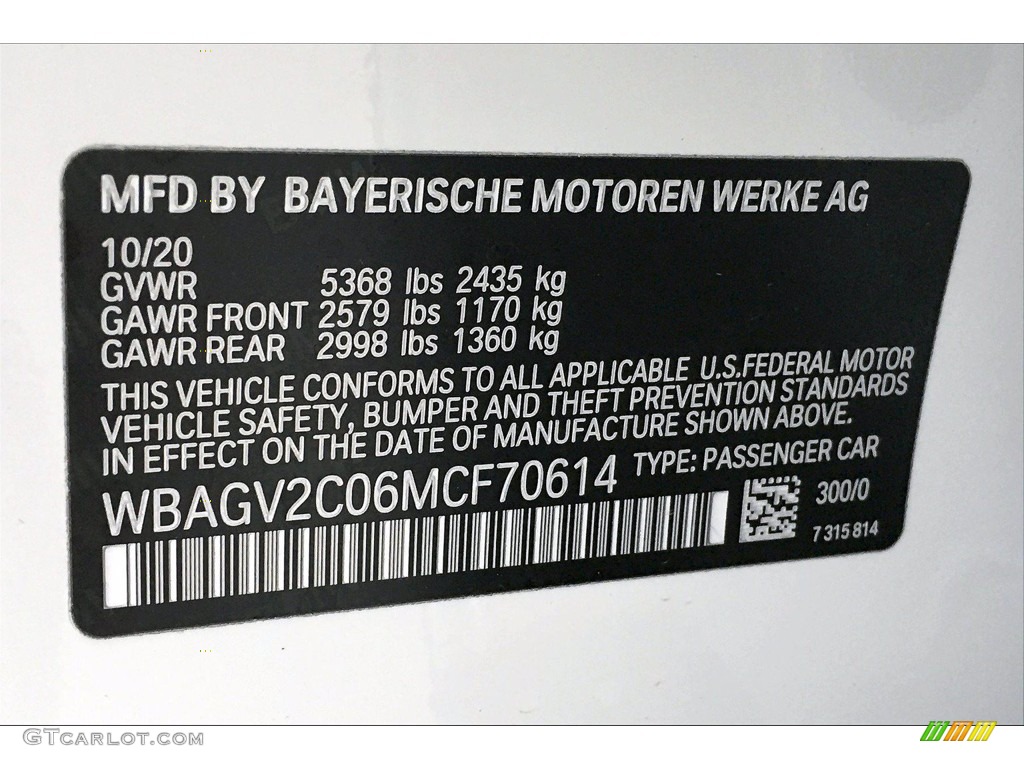 MFD BY BAYERISCHE MOTOREN WERKE AG
10/20
GVWR 5368 lbs 2435 kg
GAWR FRONT 2579 lbs 1170 kg
GAWR REAR 2998 lbs 1360 kg
THIS VEHICLE CONFORMS TO ALL APPLICABLE U.S.FEDERAL MOTOR
VEHICLE SAFETY, BUMPER AND THEFT PREVENTION STANDARDS
IN EFFECT ON THE DATE OF MANUFACTURE SHOWN ABOVE.
WBAGV2C06MCF70614 TYPE: PASSENGER CAR
300/0
7315814
GTCARLOT.COM